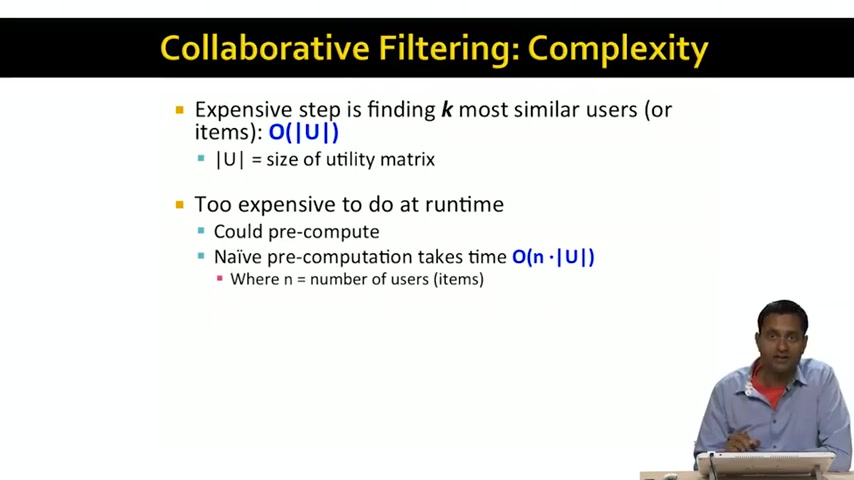 Collaborative Filtering: Complexity
Expensive step is finding k most similar users (or
items): O(|U|)
|U| = size of utility matrix
Too expensive to do at runtime
Could pre-compute
Naïve pre-computation takes time O(n ·|U|)
Where n = number of users (items)